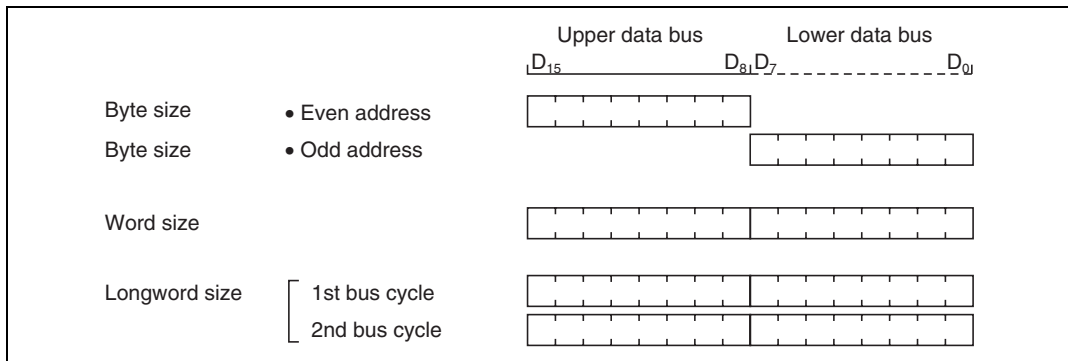 Upper data bus Lower data bus
D15 D8 D7 D0
Byte size • Even address
Byte size • Odd address
Word size
Longword size 1st bus cycle
2nd bus cycle